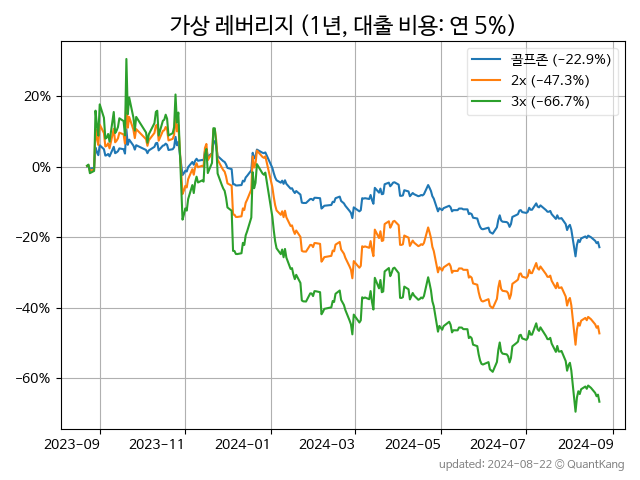 가상 레버리지 (1년, 대출 비용: 연 5%)
골프존 (−22.9%)
2x (−47.3%)
3x (−66.7%)
20%
0%
−20%
−40%
−60%
2023-09 2023-11 2024-01 2024-03 2024-05 2024-07 2024-09
updated: 2024-08-22 © QuantKang